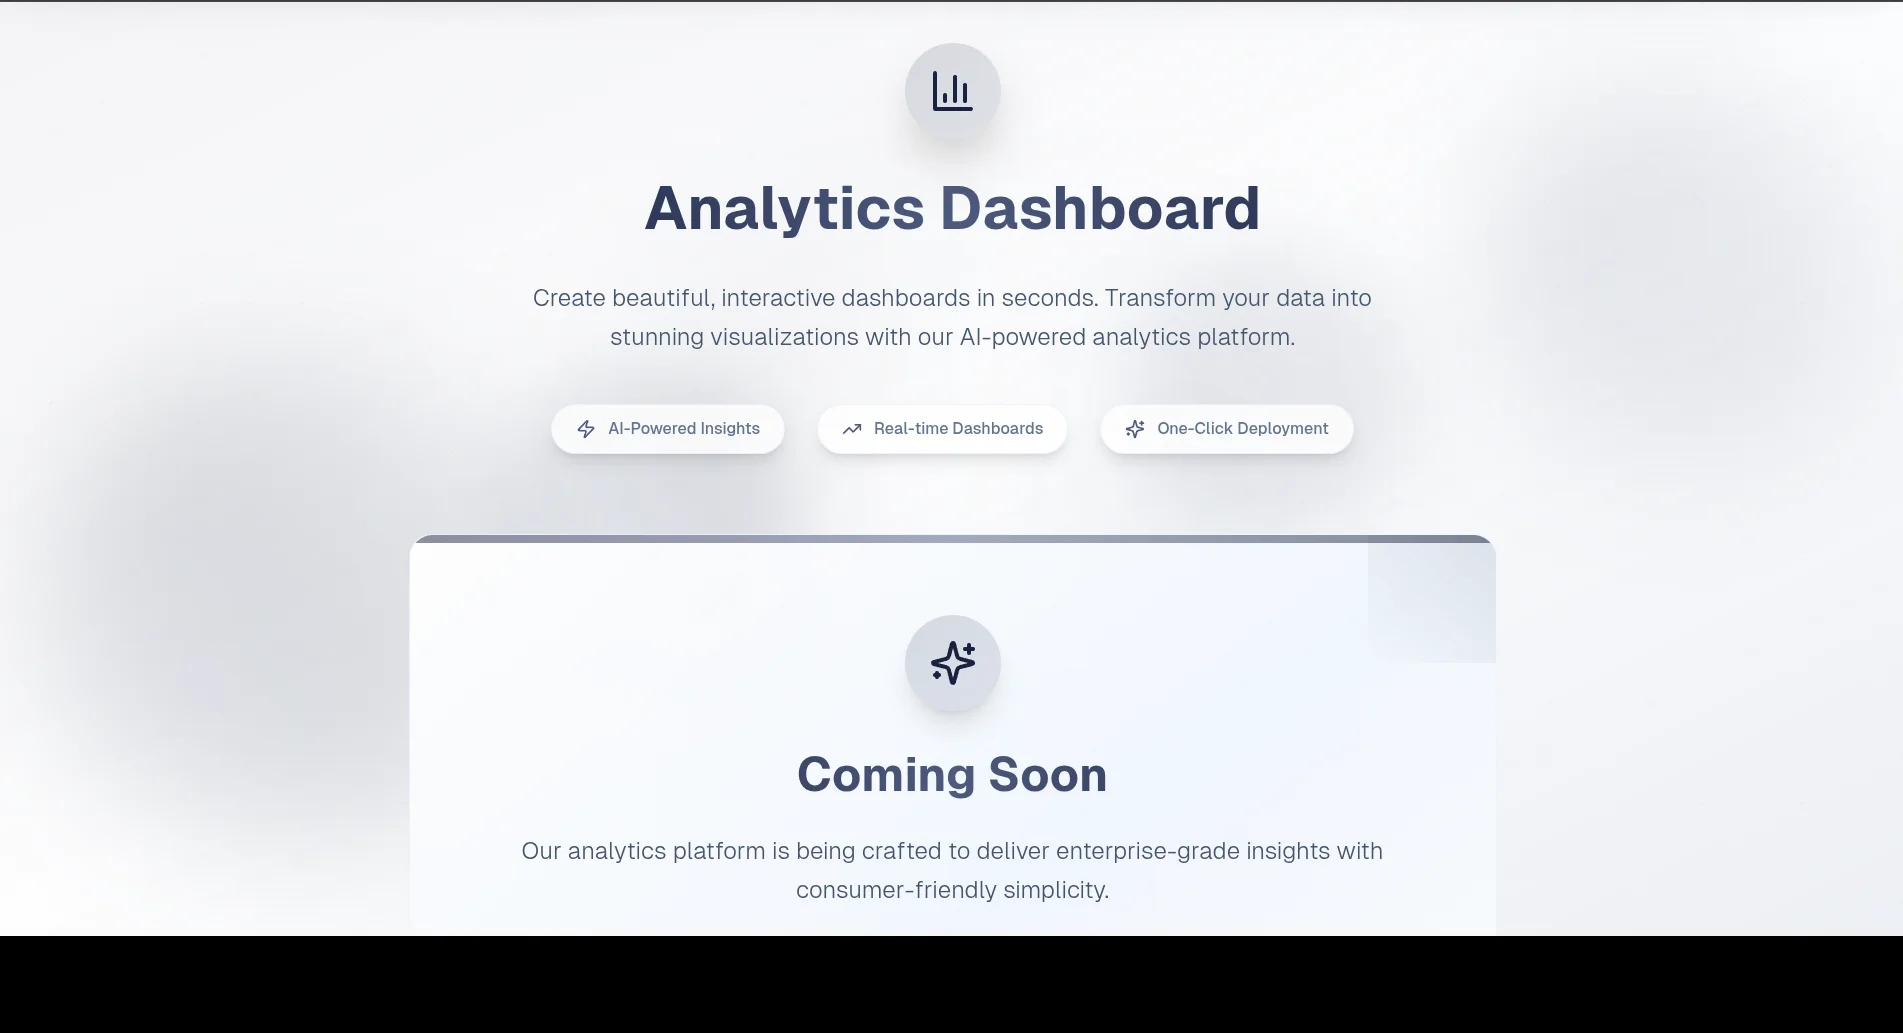 Analytics Dashboard
Create beautiful, interactive dashboards in seconds. Transform your data into
stunning visualizations with our AI-powered analytics platform.
AI-Powered Insights
Real-time Dashboards
One-Click Deployment
Coming Soon
Our analytics platform is being crafted to deliver enterprise-grade insights with
consumer-friendly simplicity.